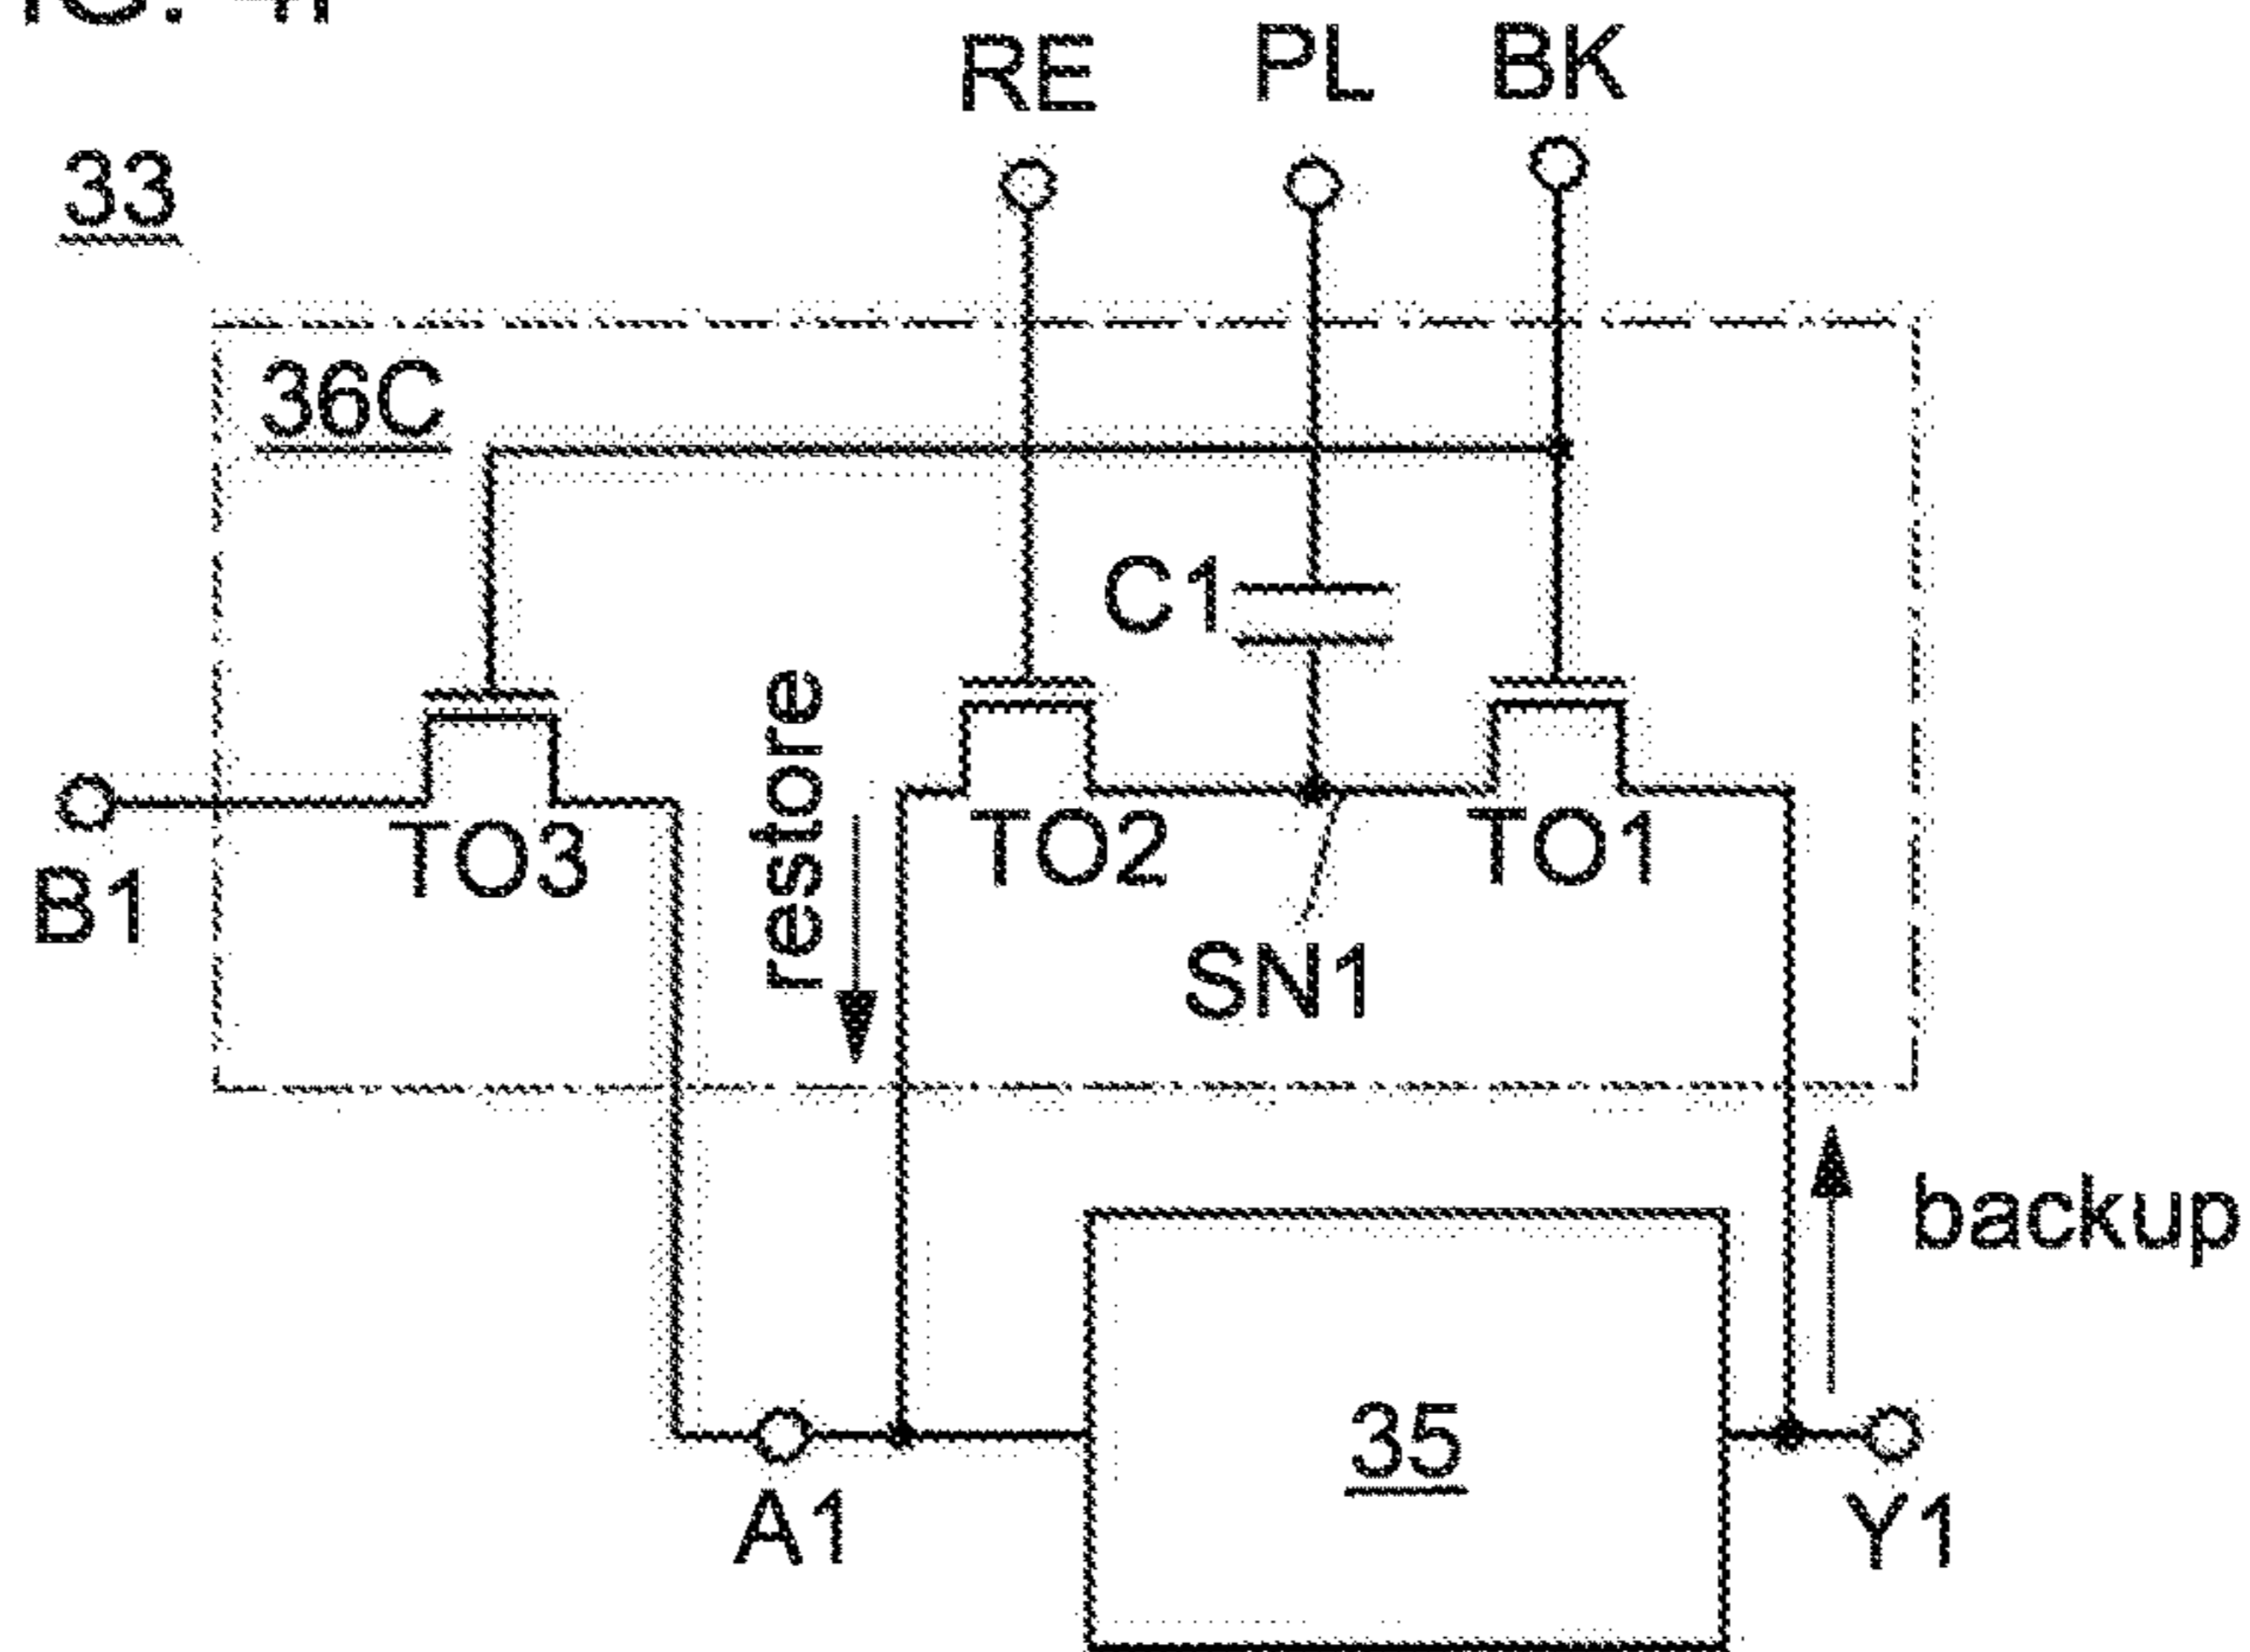 RE PL BK
33
36C
C1
restore
TO3
TO2
TO1
B1
SN1
backup
35
A1
Y1